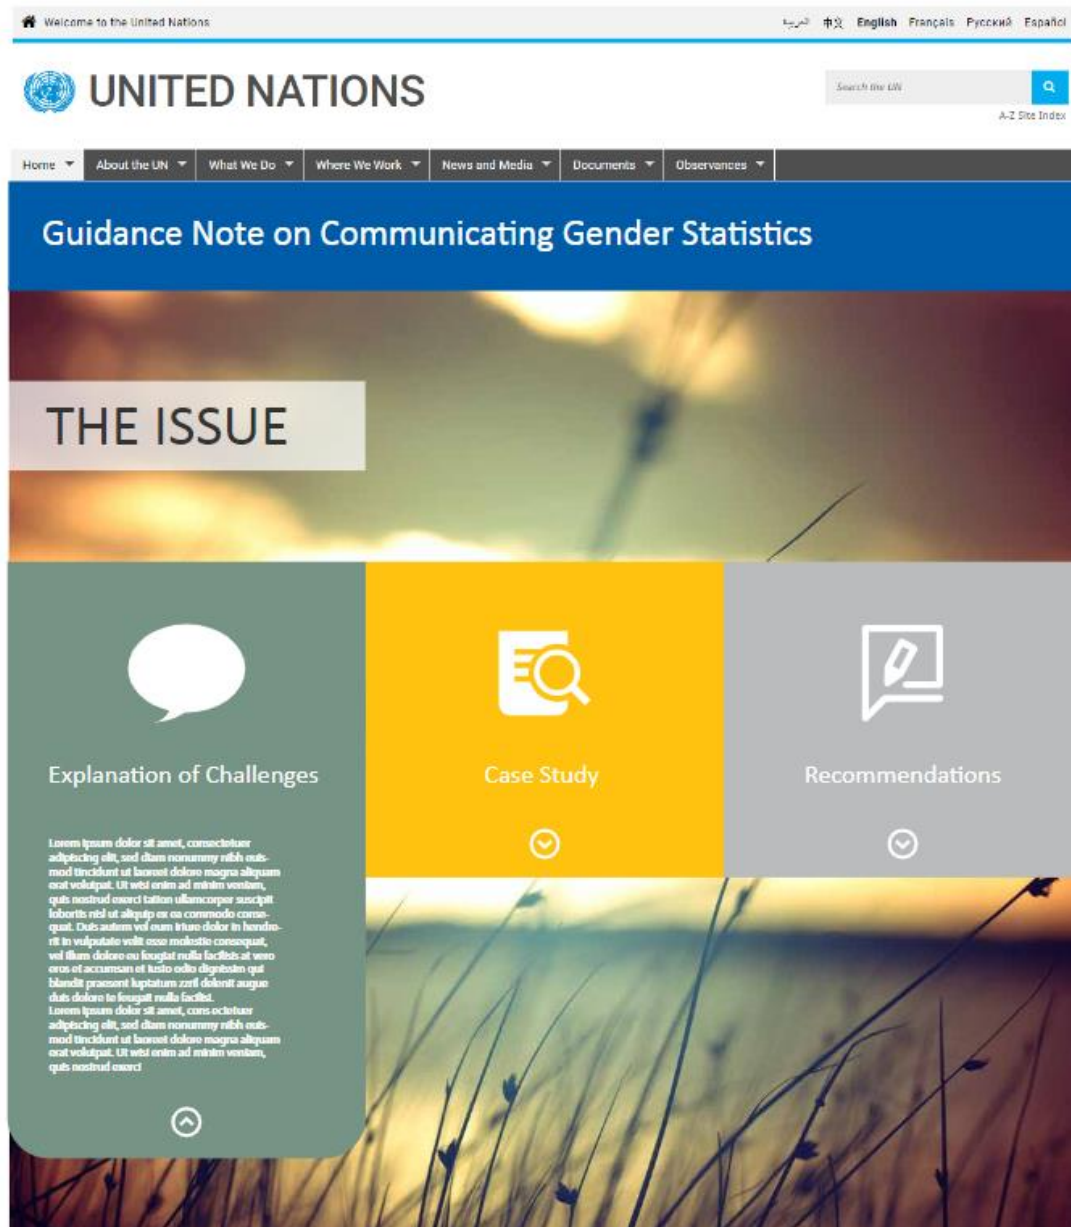 Welcome to the United Nations
العربية 中文 English Français Русский Español
UNITED NATIONS
Search the UN
A-Z Site Index
Home About the UN What We Do Where We Work News and Media Documents Observances
Guidance Note on Communicating Gender Statistics
THE ISSUE
Explanation of Challenges
Case Study
Recommendations
Lorem ipsum dolor sit amet, consectetuer
adipiscing elit, sed diam nonummy nibh euis-
mod tincidunt ut laoreet dolore magna aliquam
erat volutpat. Ut wisi enim ad minim veniam,
quis nostrud exerci tation ullamcorper suscipit
lobortis nisl ut aliquip ex ea commodo conse-
quat. Duis autem vel eum iriure dolor in hendre-
rit in vulputate velit esse molestie consequat,
vel illum dolore eu feugiat nulla facilisis at vero
eros et accumsan et iusto odio dignissim qui
blandit praesent luptatum zzril delenit augue
duis dolore te feugait nulla facilisi.
Lorem ipsum dolor sit amet, cons ectetuer
adipiscing elit, sed diam nonummy nibh euis-
mod tincidunt ut laoreet dolore magna aliquam
erat volutpat. Ut wisi enim ad minim veniam,
quis nostrud exerci